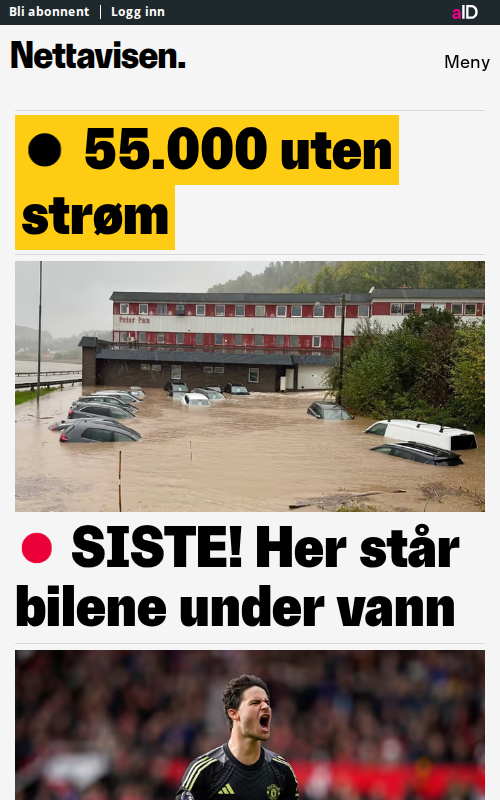 Bli abonnent
Logg inn
aID
Nettavisen.
Meny
55.000 uten
strøm
Peter Pan
SISTE! Her står
bilene under vann